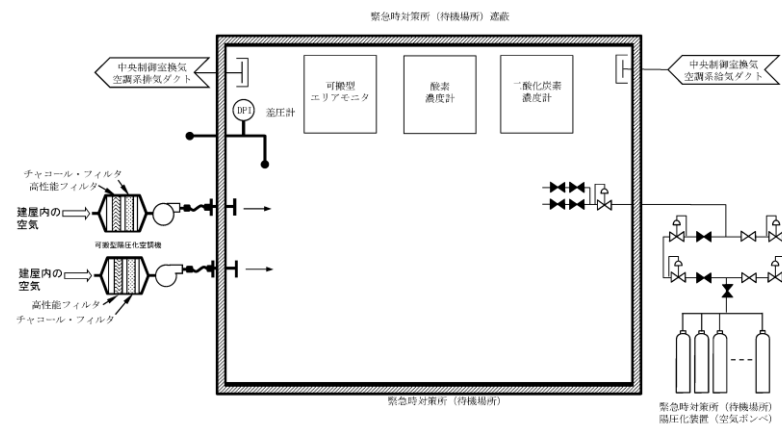 緊急時対策所（待機場所）遮蔽
中央制御室換気
空調系排気ダクト
可搬型
エリアモニタ
酸素
濃度計
二酸化炭素
濃度計
中央制御室換気
空調系給気ダクト
DPI
差圧計
チャコール・フィルタ
高性能フィルタ
建屋内の
空気
可搬型陽圧化空調機
建屋内の
空気
高性能フィルタ
チャコール・フィルタ
緊急時対策所（待機場所）
緊急時対策所（待機場所）
陽圧化装置（空気ボンベ）